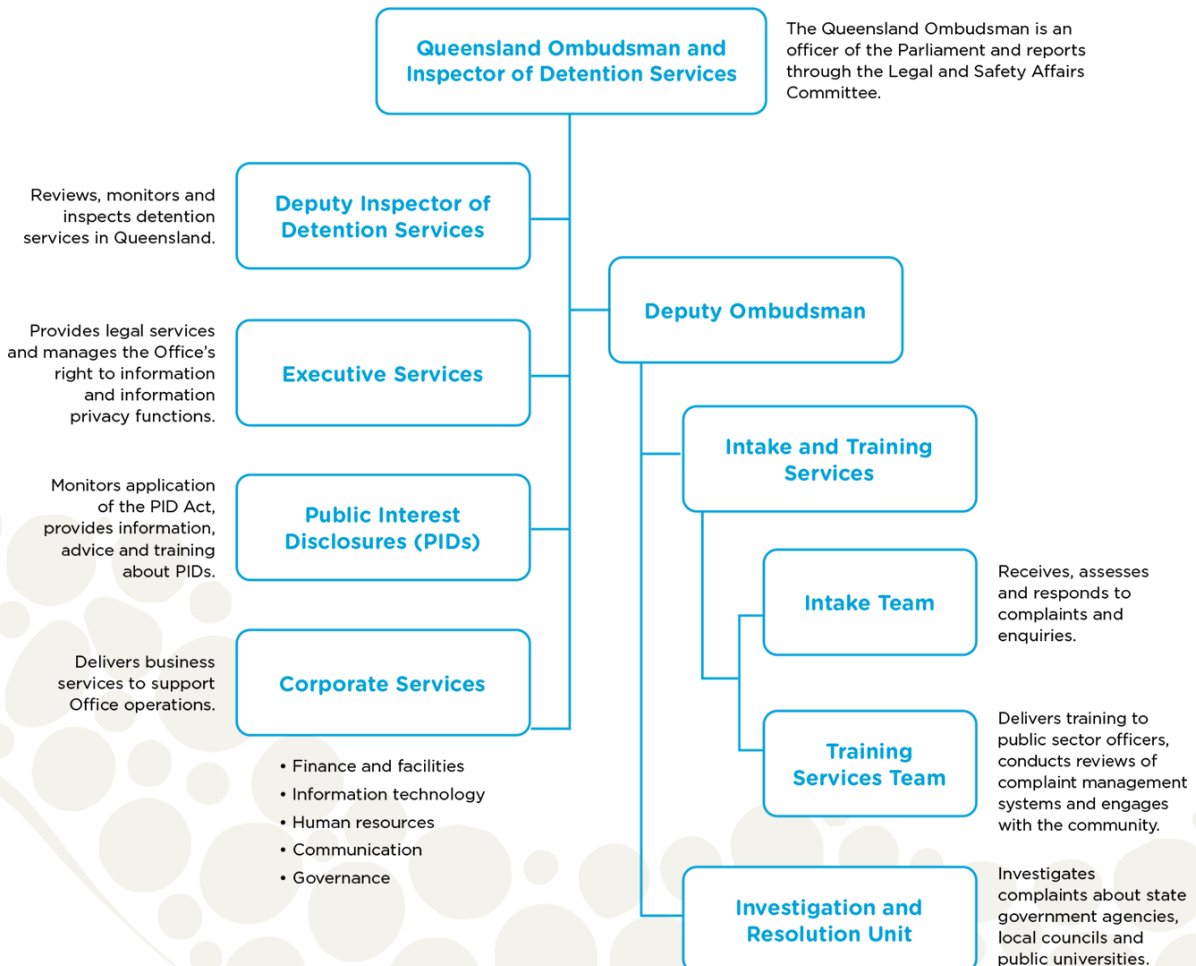 Queensland Ombudsman and
Inspector of Detention Services
The Queensland Ombudsman is an
officer of the Parliament and reports
through the Legal and Safety Affairs
Committee.
Reviews, monitors and
inspects detention
services in Queensland.
Deputy Inspector of
Detention Services
Deputy Ombudsman
Provides legal services
and manages the Office’s
right to information
and information
privacy functions.
Executive Services
Intake and Training
Services
Monitors application
of the PID Act,
provides information,
advice and training
about PIDs.
Public Interest
Disclosures (PIDs)
Intake Team
Receives, assesses
and responds to
complaints and
enquiries.
Delivers business
services to support
Office operations.
Corporate Services
• Finance and facilities
• Information technology
• Human resources
• Communication
• Governance
Training
Services Team
Delivers training to
public sector officers,
conducts reviews of
complaint management
systems and engages
with the community.
Investigation and
Resolution Unit
Investigates
complaints about state
government agencies,
local councils and
public universities.